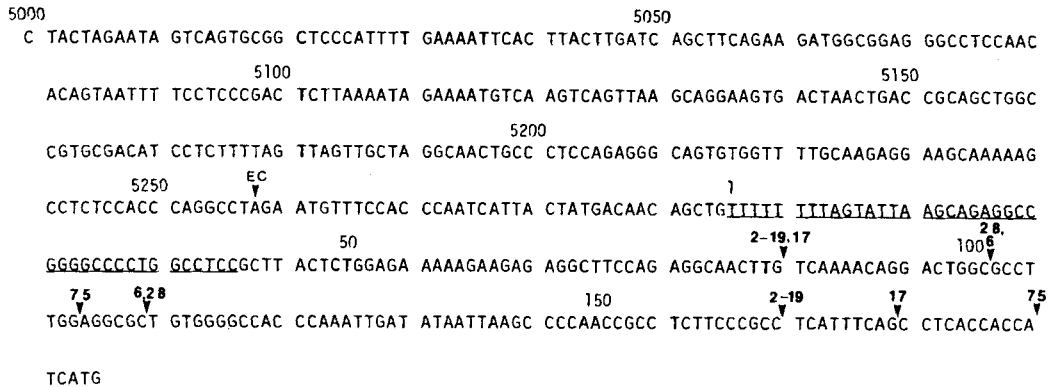 5000 5050
C TACTAGAATA GTCAGTGCGG CTCCCATTTT GAAAATTCAC TTACTTGATC AGCTTCAGAA GATGGCGGAG GGCCTCCAAC
5100 5150
ACAGTAATTT TCCTCCCGAC TCTTAAAATA GAAAATGTCA AGTCAGTTAA GCAGGAAGTG ACTAACTGAC CGCAGCTGGC
5200
CGTGCGACAT CCTCTTTTAG TTAGTTGCTA GGCAACTGCC CTCCAGAGGG CAGTGTGGTT TTGCAAGAGG AAGCAAAAAG
5250 EC 1
CCTCTCCACC CAGGCCTAGA ATGTTTCCAC CCAATCATTA CTATGACAAC AGCTGTTTTT TTTAGTATTA AGCAGAGGCC
50 2-19,17 100 28,
6
GGGGCCCCTG GCCTCCGCTT ACTCTGGAGA AAAAGAAGAG AGGCTTCCAG AGGCAACTTG TCAAAACAGG ACTGGCGCCT
75 6,28 150 2-19 17 75
TGGAGGCGCT GTGGGGCCAC CCAAATTGAT ATAATTAAGC CCCAACCGCC TCTTCCCGCC TCATTTCAGC CTCACCACCA
TCATG